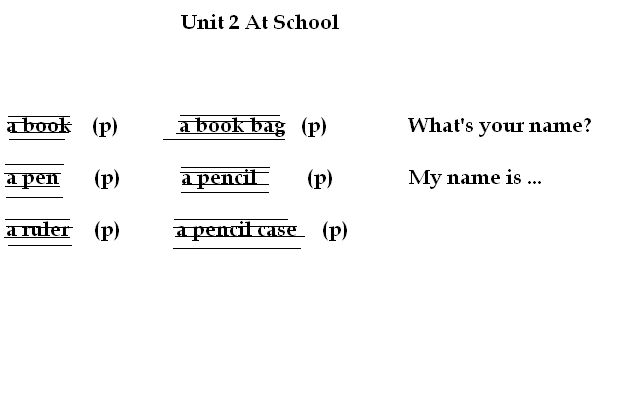 Unit 2 At School
a book (p) a book bag (p) What's your name?
a pen (p) a pencil (p) My name is ...
a ruler (p) a pencil case (p)